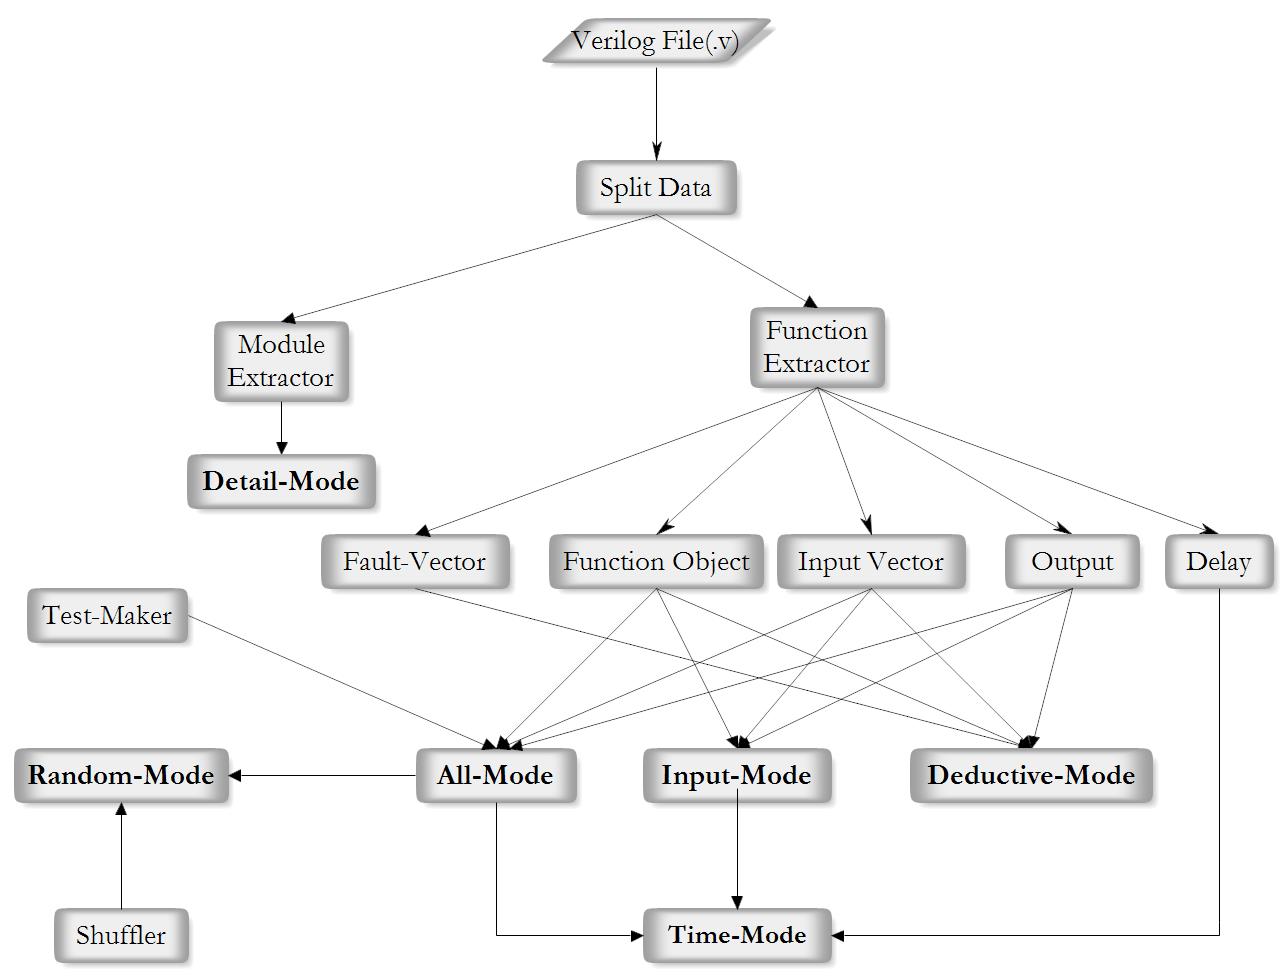 Verilog File(.v)
Split Data
Module
Extractor
Function
Extractor
Detail-Mode
Fault-Vector
Function Object
Input Vector
Output
Delay
Test-Maker
Random-Mode
All-Mode
Input-Mode
Deductive-Mode
Shuffler
Time-Mode